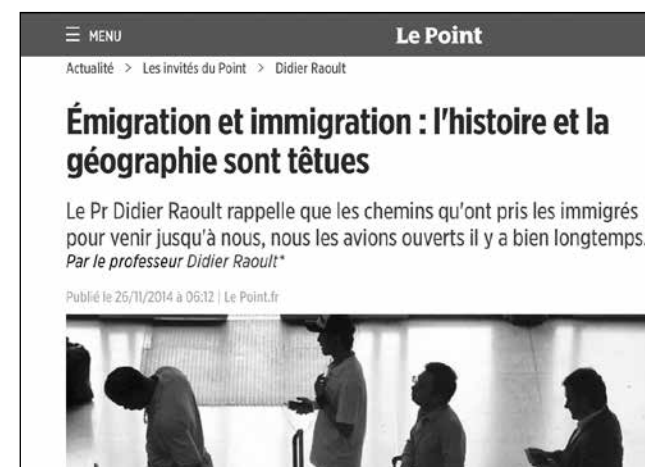 ☰ MENU
Le Point
Actualité > Les invités du Point > Didier Raoult
Émigration et immigration : l'histoire et la
géographie sont têtues
Le Pr Didier Raoult rappelle que les chemins qu'ont pris les immigrés
pour venir jusqu'à nous, nous les avions ouverts il y a bien longtemps.
Par le professeur Didier Raoult*
Publié le 26/11/2014 à 06:12 | Le Point.fr